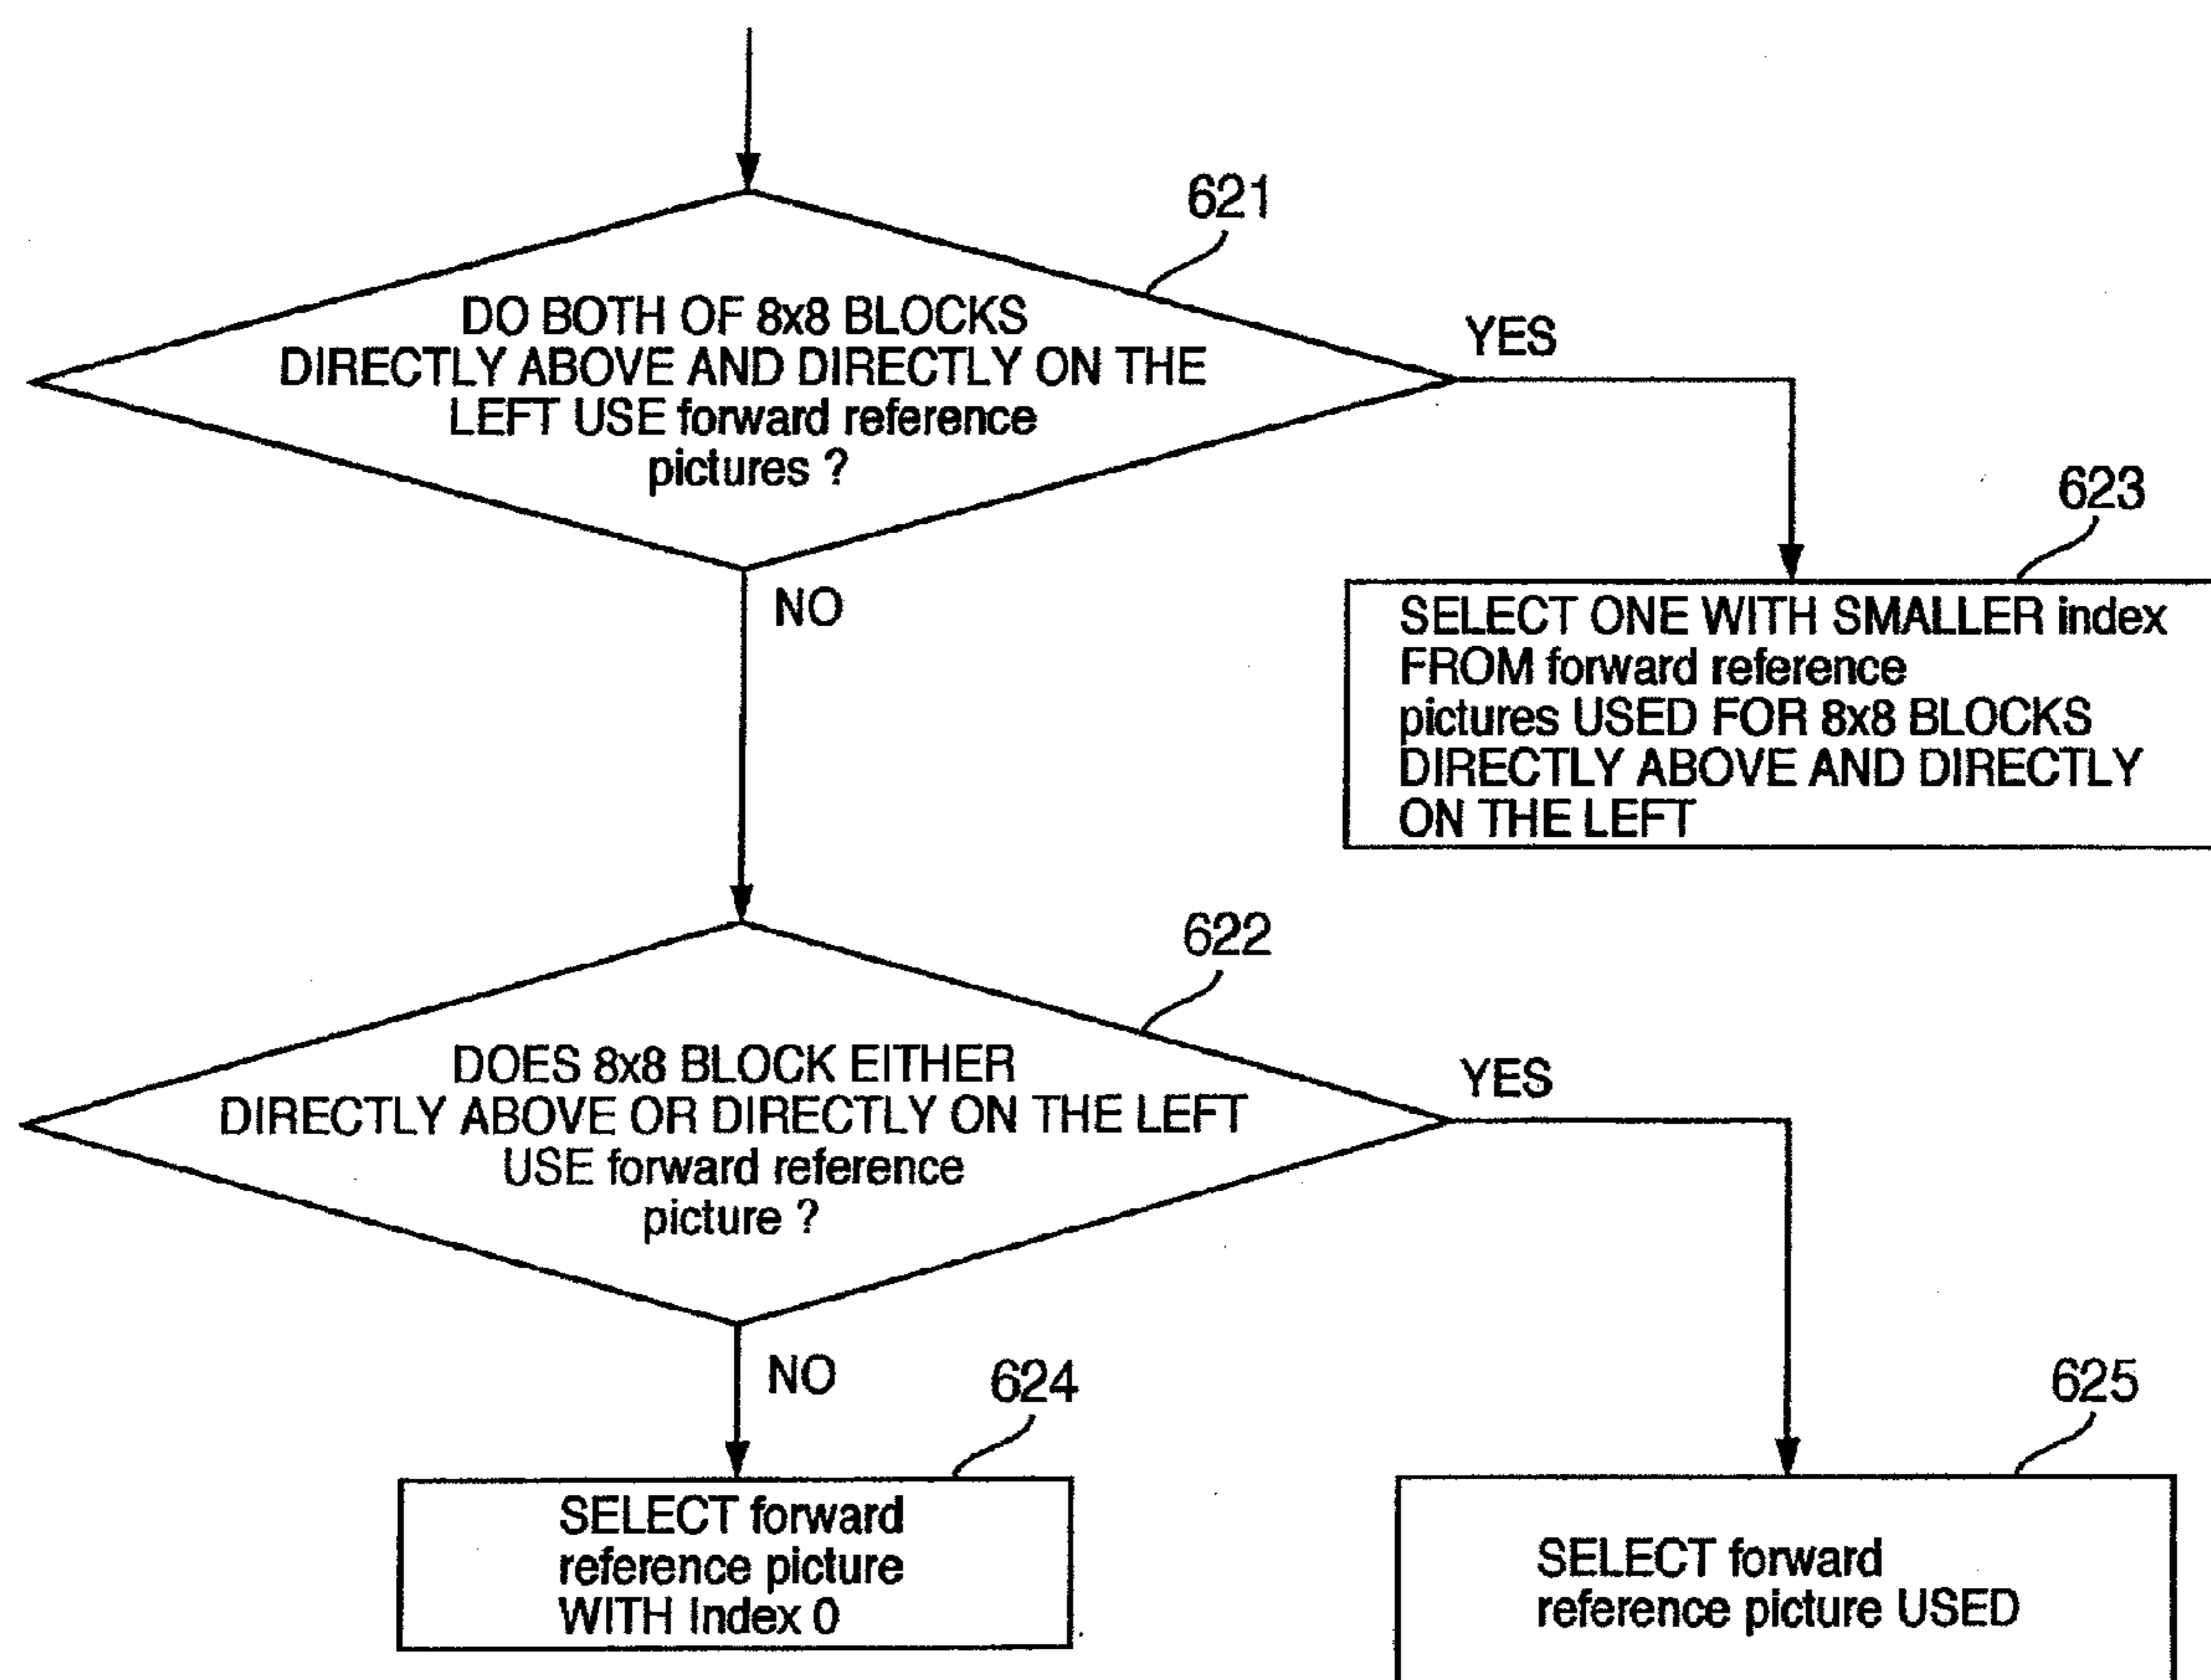 621
DO BOTH OF 8x8 BLOCKS
DIRECTLY ABOVE AND DIRECTLY ON THE
LEFT USE forward reference
pictures ?
YES
NO
623
SELECT ONE WITH SMALLER index
FROM forward reference
pictures USED FOR 8x8 BLOCKS
DIRECTLY ABOVE AND DIRECTLY
ON THE LEFT
622
DOES 8x8 BLOCK EITHER
DIRECTLY ABOVE OR DIRECTLY ON THE LEFT
USE forward reference
picture ?
YES
NO
624
SELECT forward
reference picture
WITH Index 0
625
SELECT forward
reference picture USED